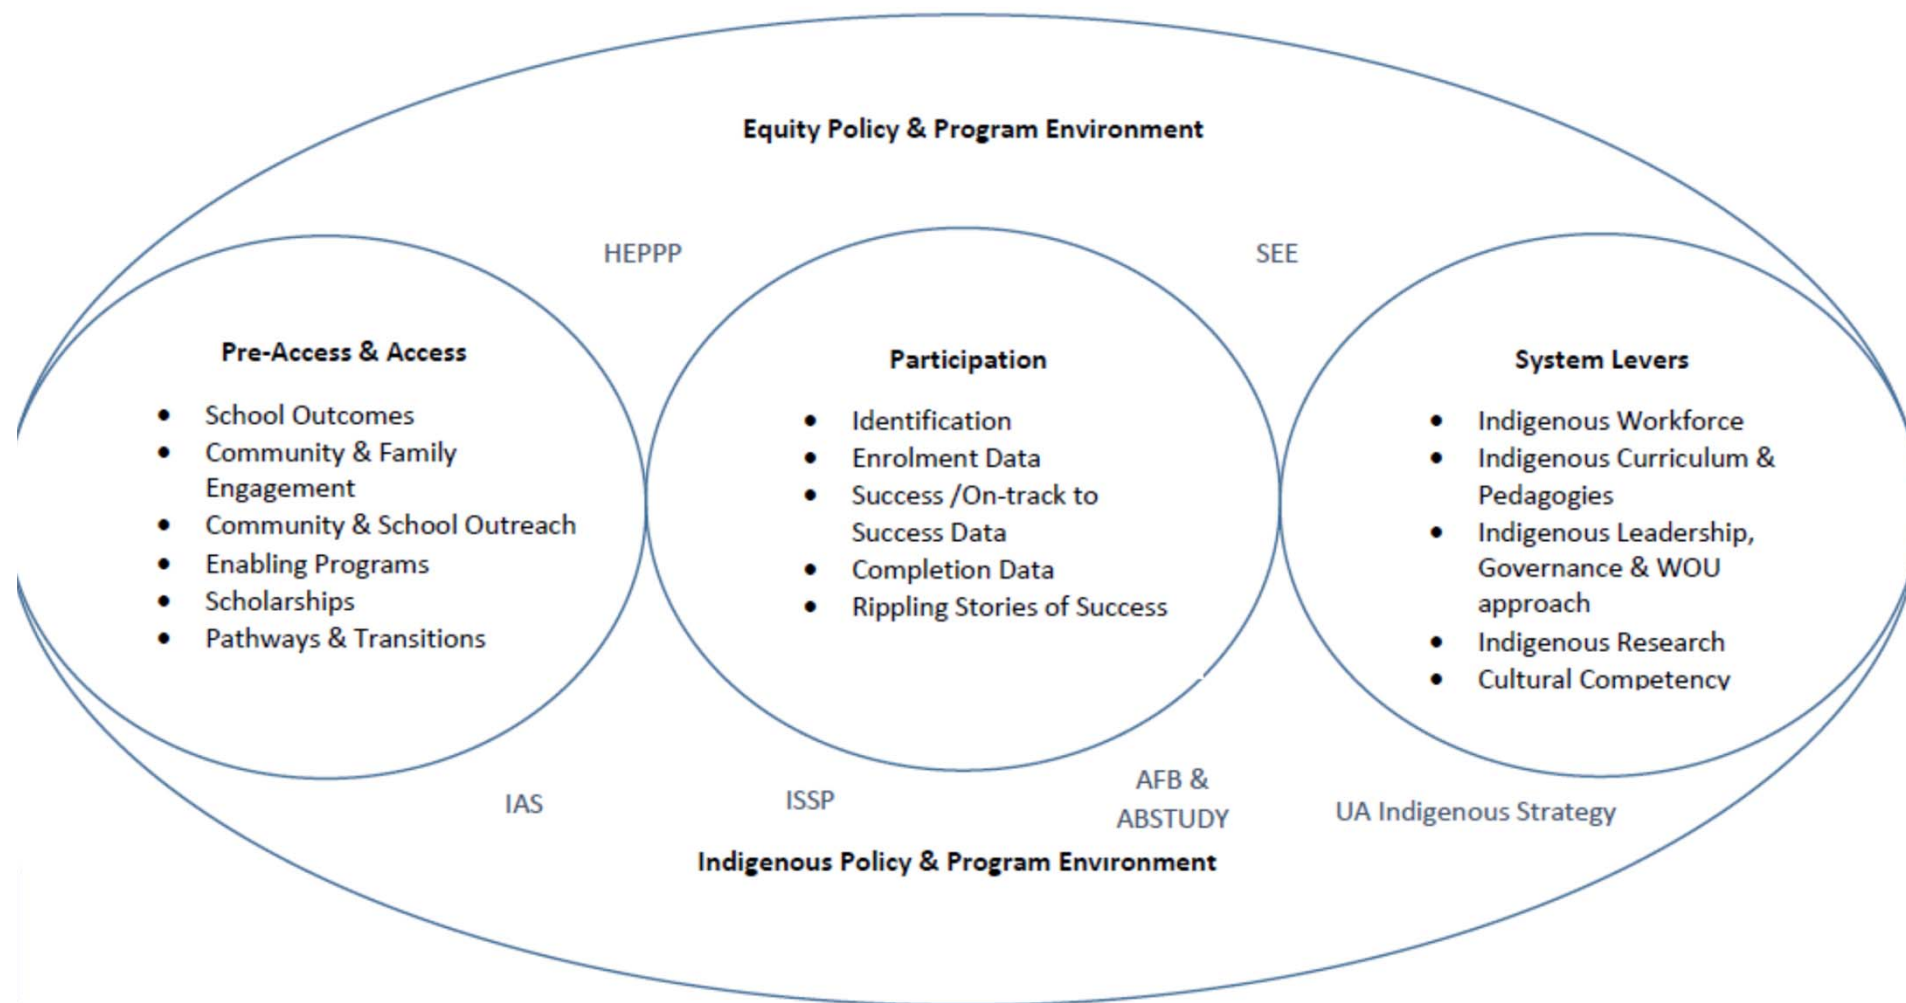 Equity Policy & Program Environment
HEPPP
SEE
Pre-Access & Access
• School Outcomes
• Community & Family
Engagement
• Community & School Outreach
• Enabling Programs
• Scholarships
• Pathways & Transitions
Participation
• Identification
• Enrolment Data
• Success /On-track to
Success Data
• Completion Data
• Rippling Stories of Success
System Levers
• Indigenous Workforce
• Indigenous Curriculum &
Pedagogies
• Indigenous Leadership,
Governance & WOU
approach
• Indigenous Research
• Cultural Competency
IAS
ISSP
AFB &
ABSTUDY
UA Indigenous Strategy
Indigenous Policy & Program Environment